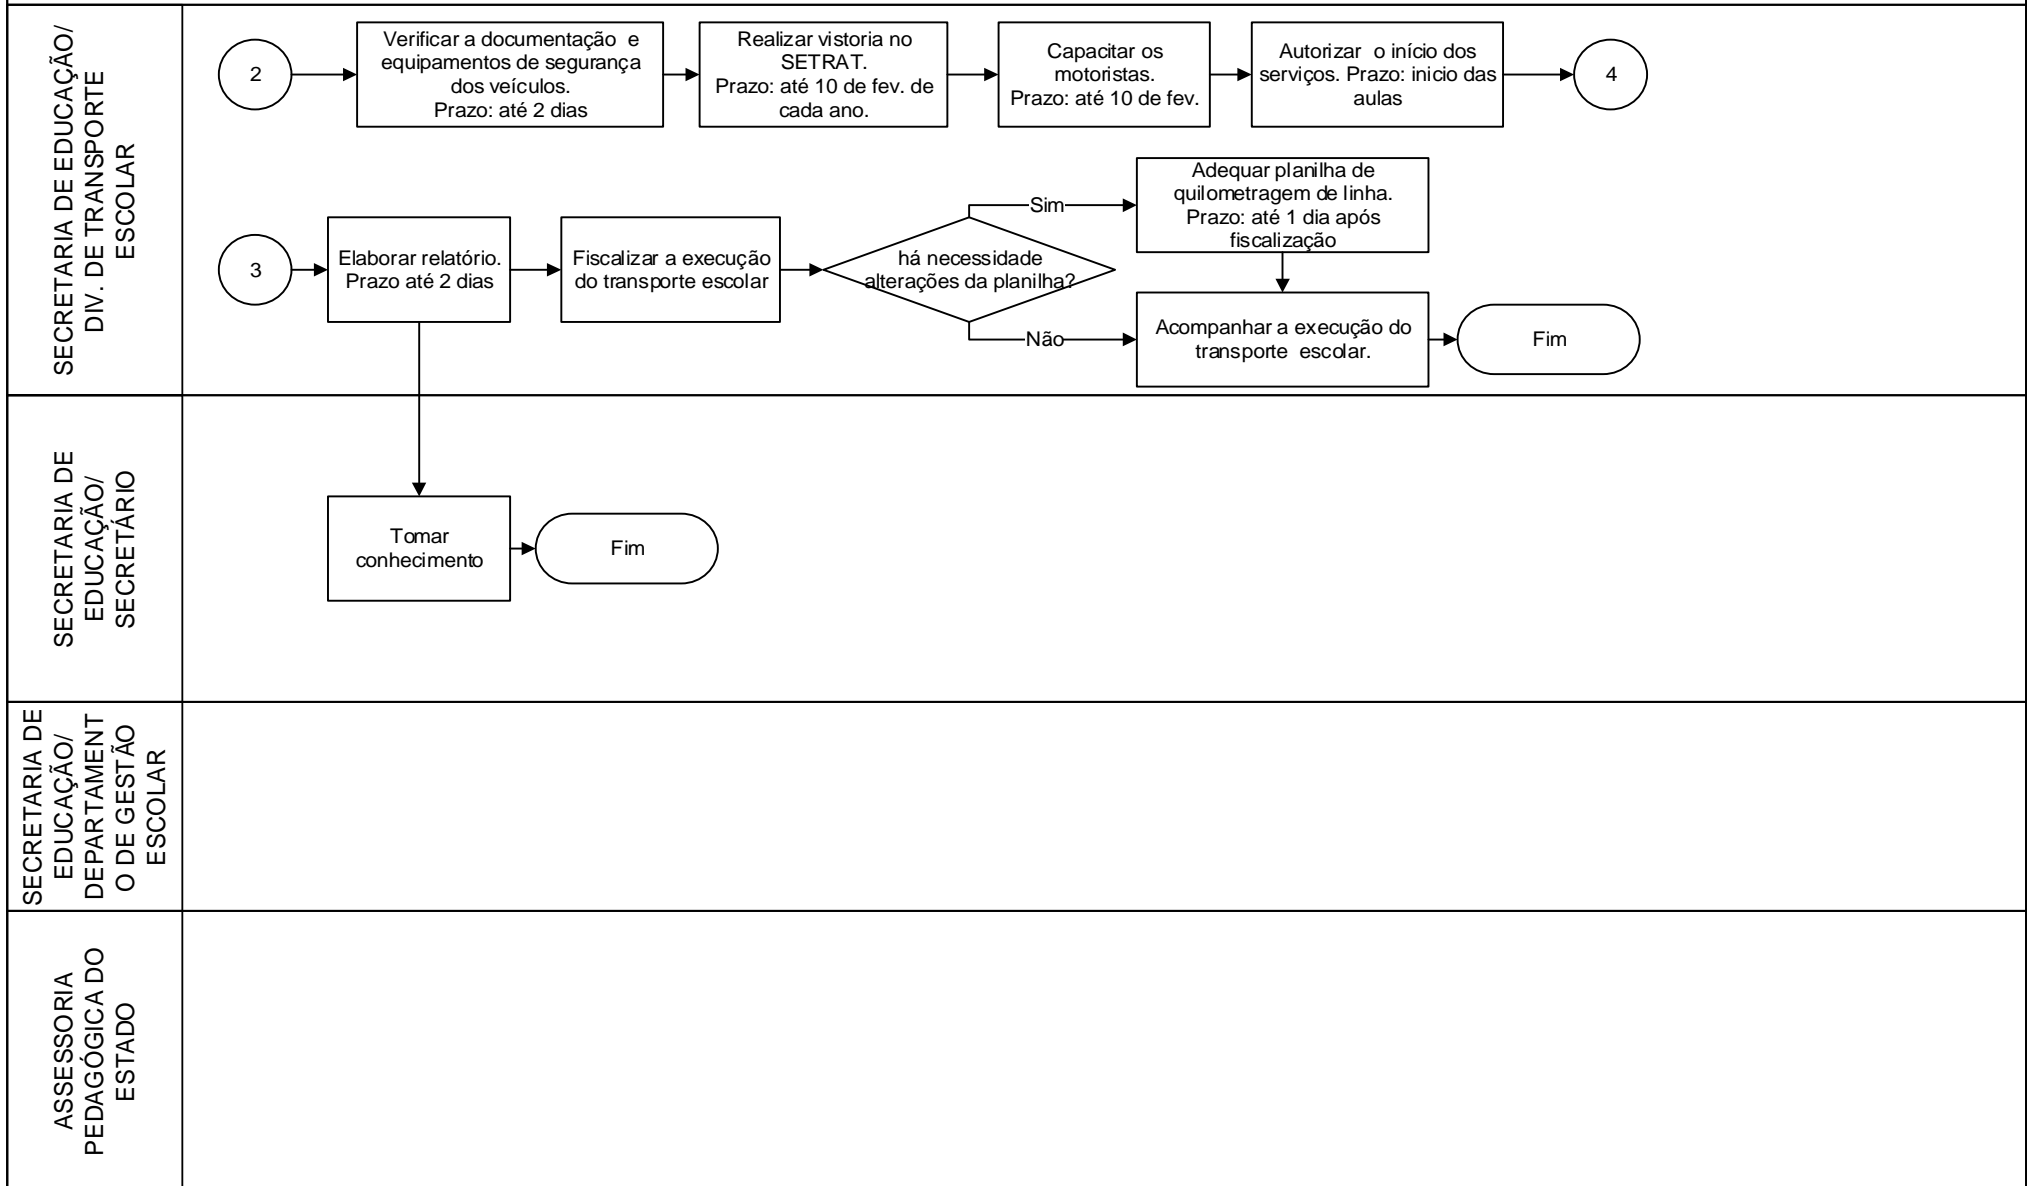 SECRETARIA DE EDUCAÇÃO/
DIV. DE TRANSPORTE
ESCOLAR
2
Verificar a documentação e
equipamentos de segurança
dos veículos.
Prazo: até 2 dias
Realizar vistoria no
SETRAT.
Prazo: até 10 de fev. de
cada ano.
Capacitar os
motoristas.
Prazo: até 10 de fev.
Autorizar o início dos
serviços. Prazo: inicio das
aulas
4
3
Elaborar relatório.
Prazo até 2 dias
Fiscalizar a execução
do transporte escolar
há necessidade
alterações da planilha?
Sim
Adequar planilha de
quilometragem de linha.
Prazo: até 1 dia após
fiscalização
Não
Acompanhar a execução do
transporte escolar.
Fim
SECRETARIA DE
EDUCAÇÃO/
SECRETÁRIO
Tomar
conhecimento
Fim
SECRETARIA DE
EDUCAÇÃO/
DEPARTAMENT
O DE GESTÃO
ESCOLAR
ASSESSORIA
PEDAGÓGICA DO
ESTADO